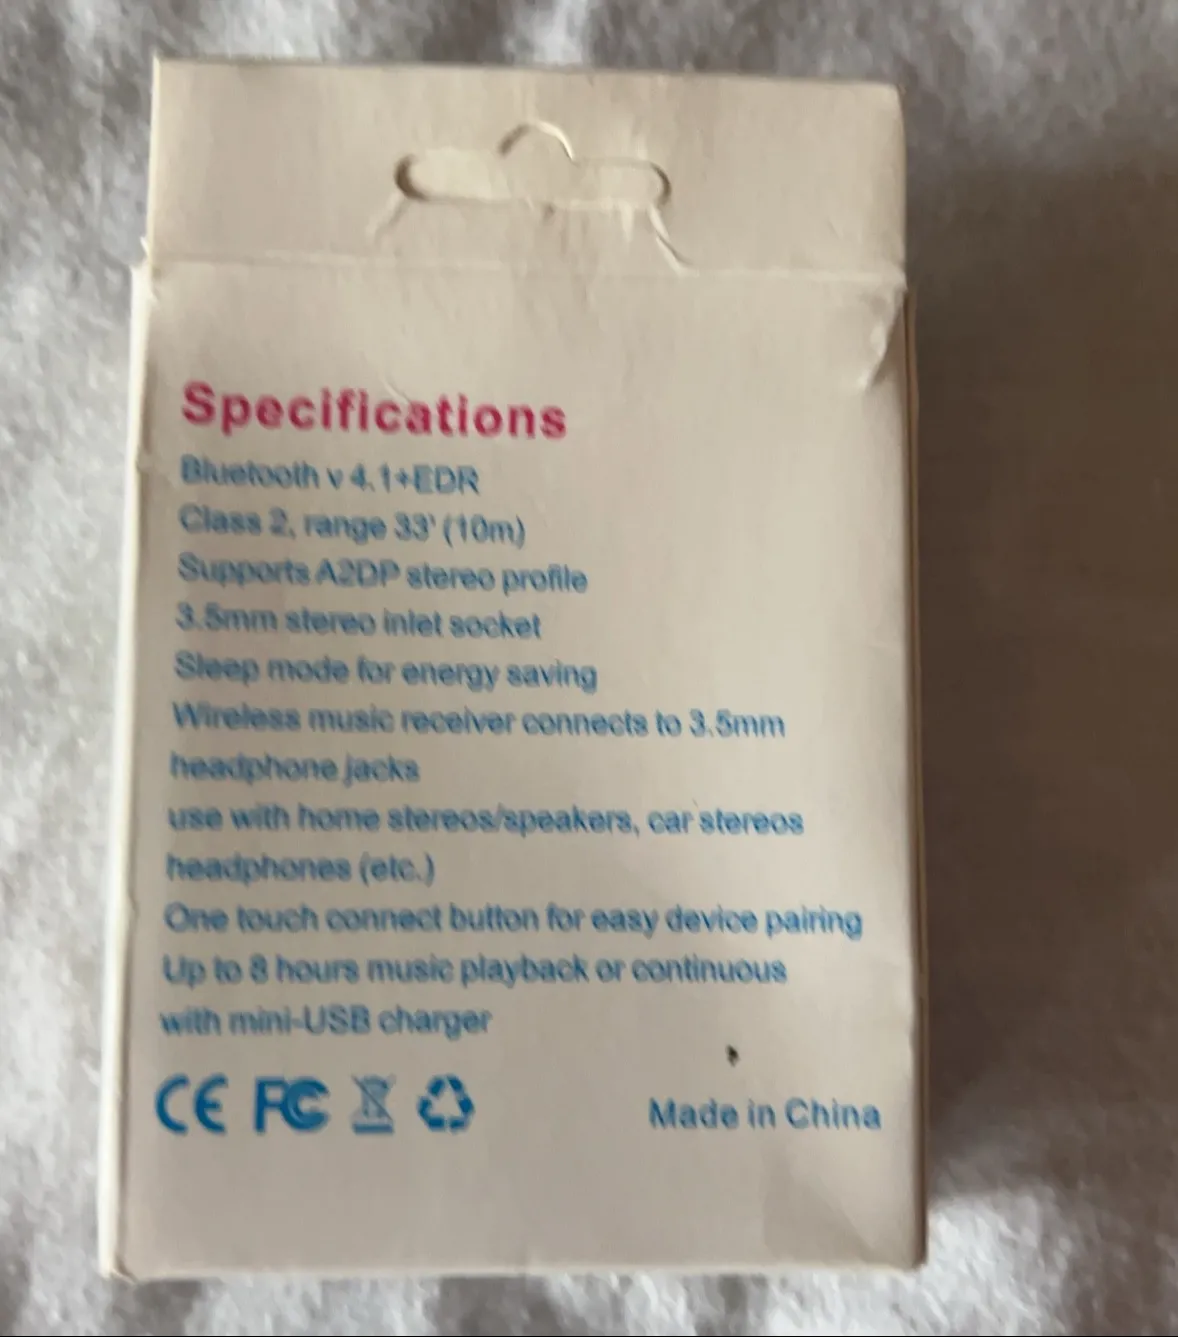 Specifications
Bluetooth v 4.1+EDR
Class 2, range 33' (10m)
Supports A2DP stereo profile
3.5mm stereo inlet socket
Sleep mode for energy saving
Wireless music receiver connects to 3.5mm
headphone jacks
use with home stereos/speakers, car stereos
headphones (etc.)
One touch connect button for easy device pairing
Up to 8 hours music playback or continuous
with mini-USB charger
CE FC
Made in China